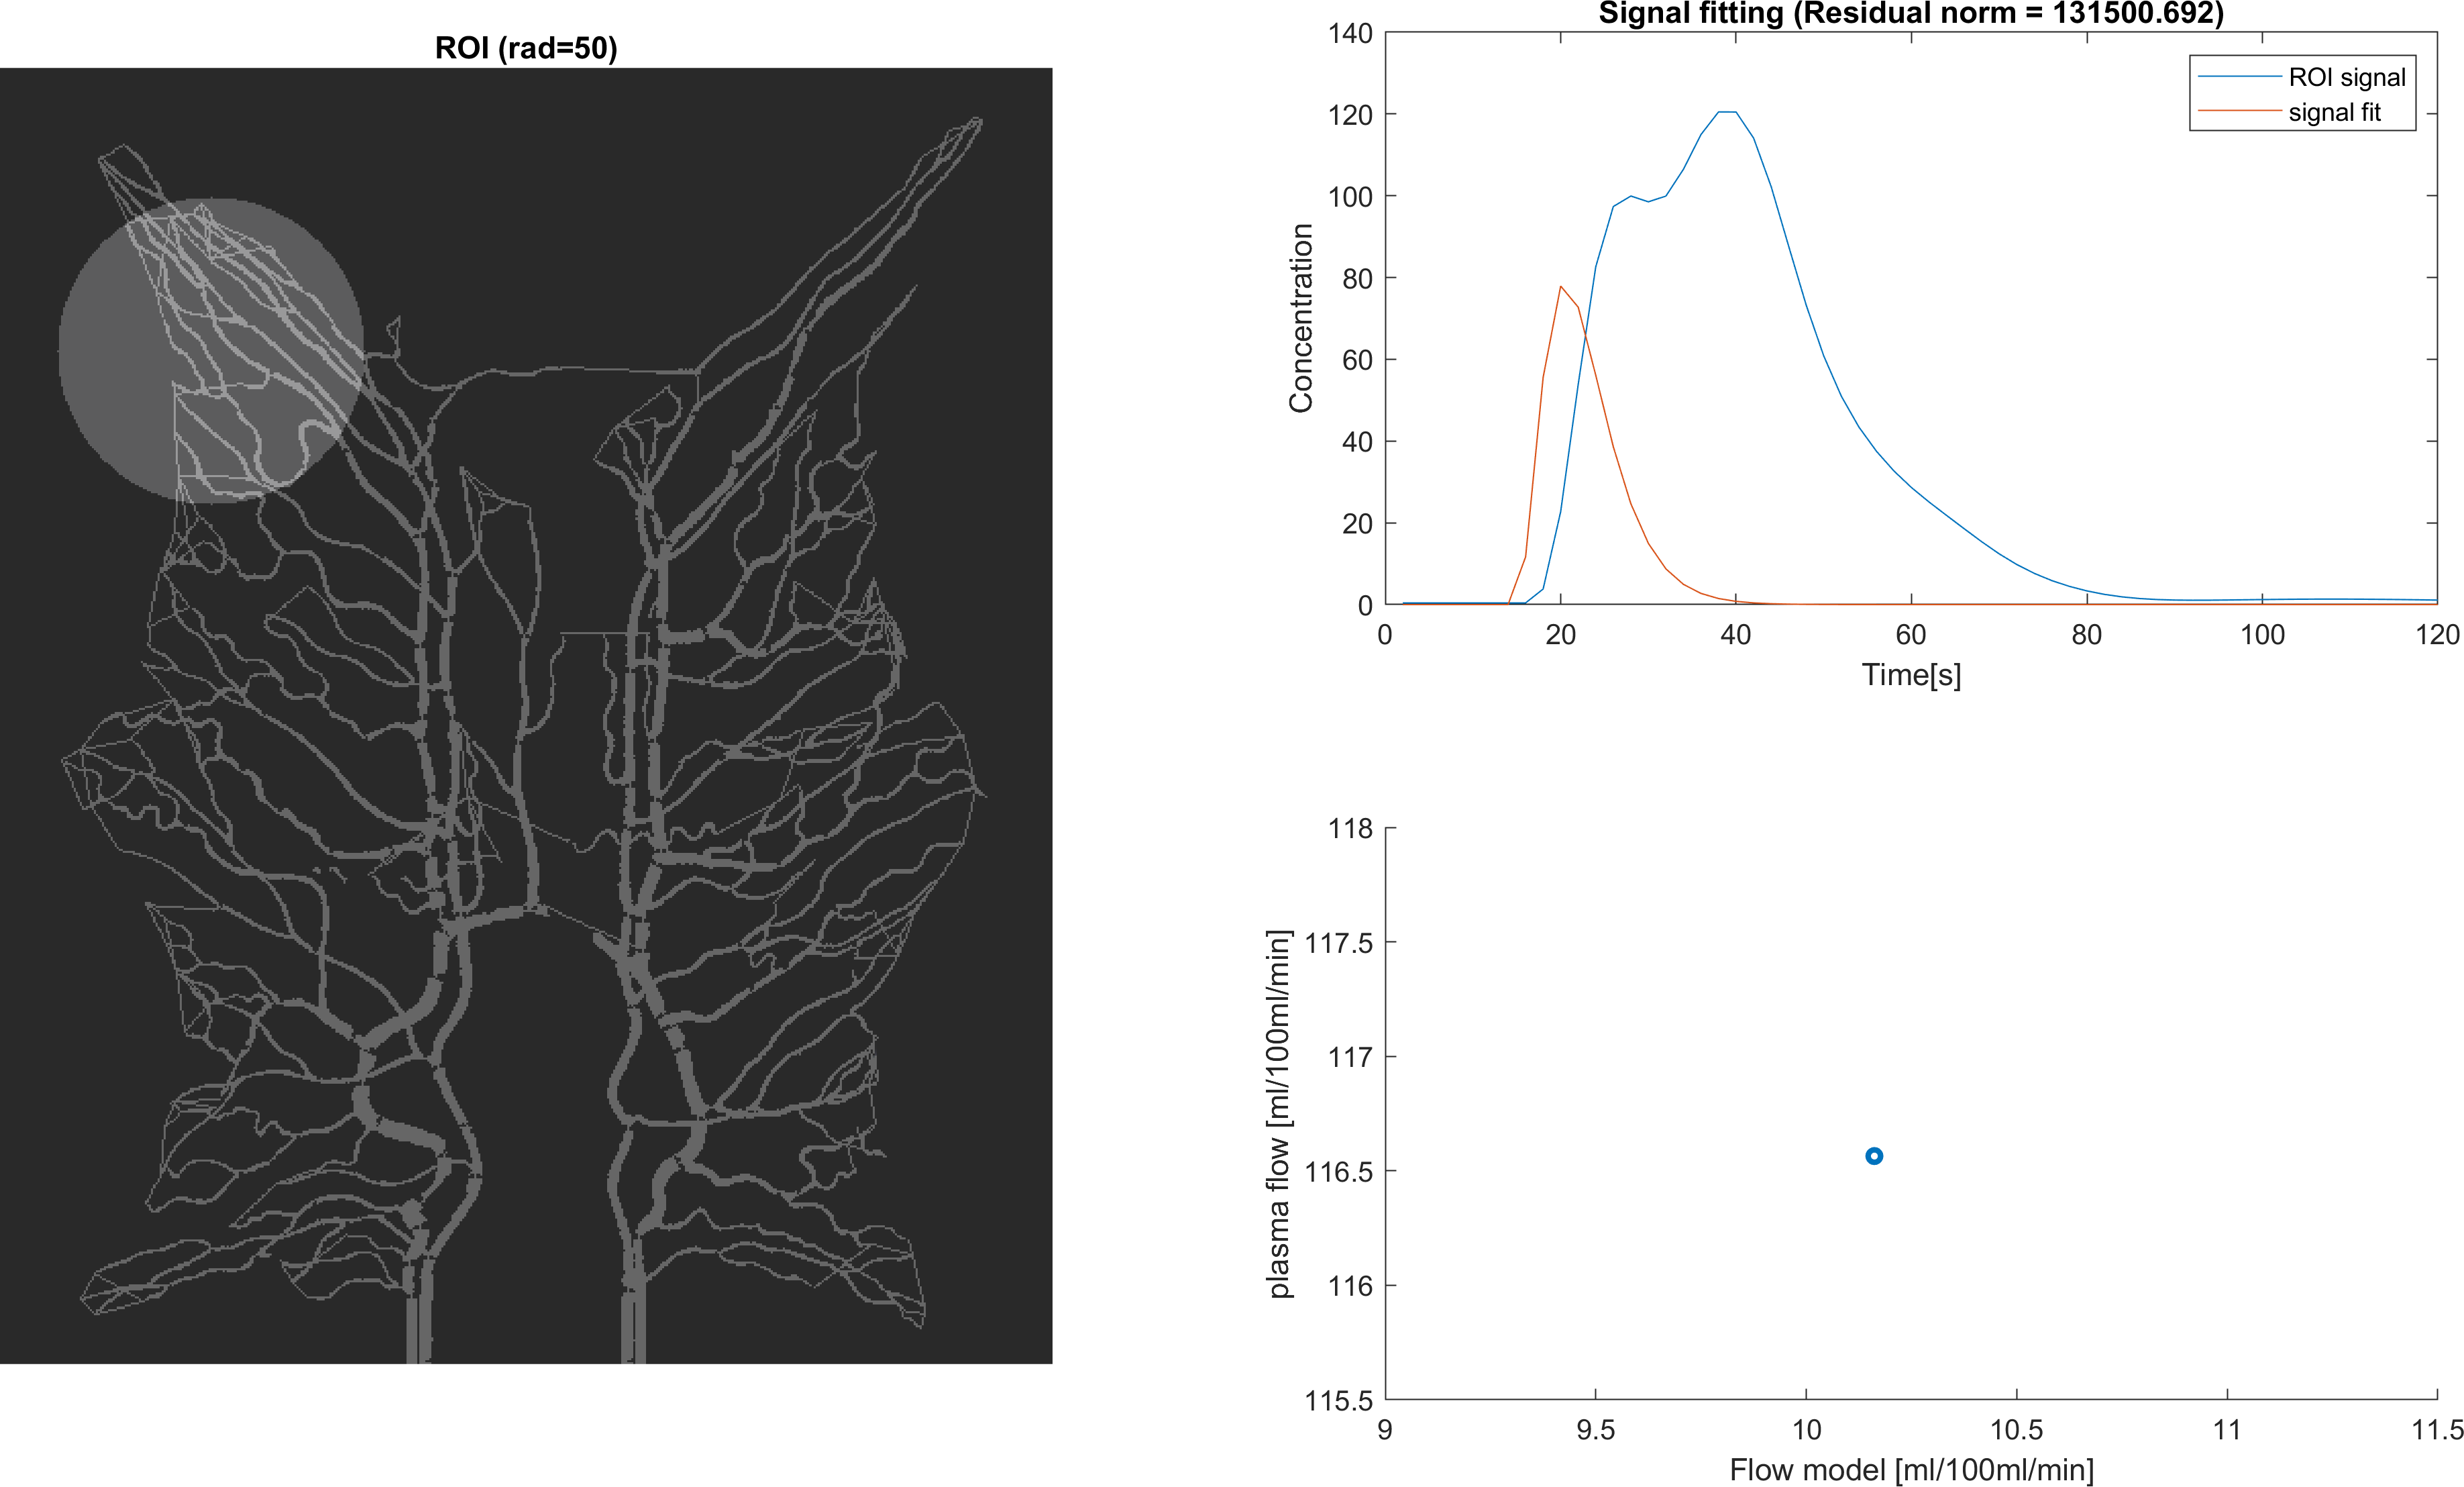 ROI (rad=50)
Signal fitting (Residual norm = 131500.692)
140
120
100
80
60
40
20
0
Concentration
ROI signal
signal fit
0 20 40 60 80 100 120
Time[s]
118
117.5
117
116.5
116
115.5
plasma flow [ml/100ml/min]
9 9.5 10 10.5 11 11.5
Flow model [ml/100ml/min]